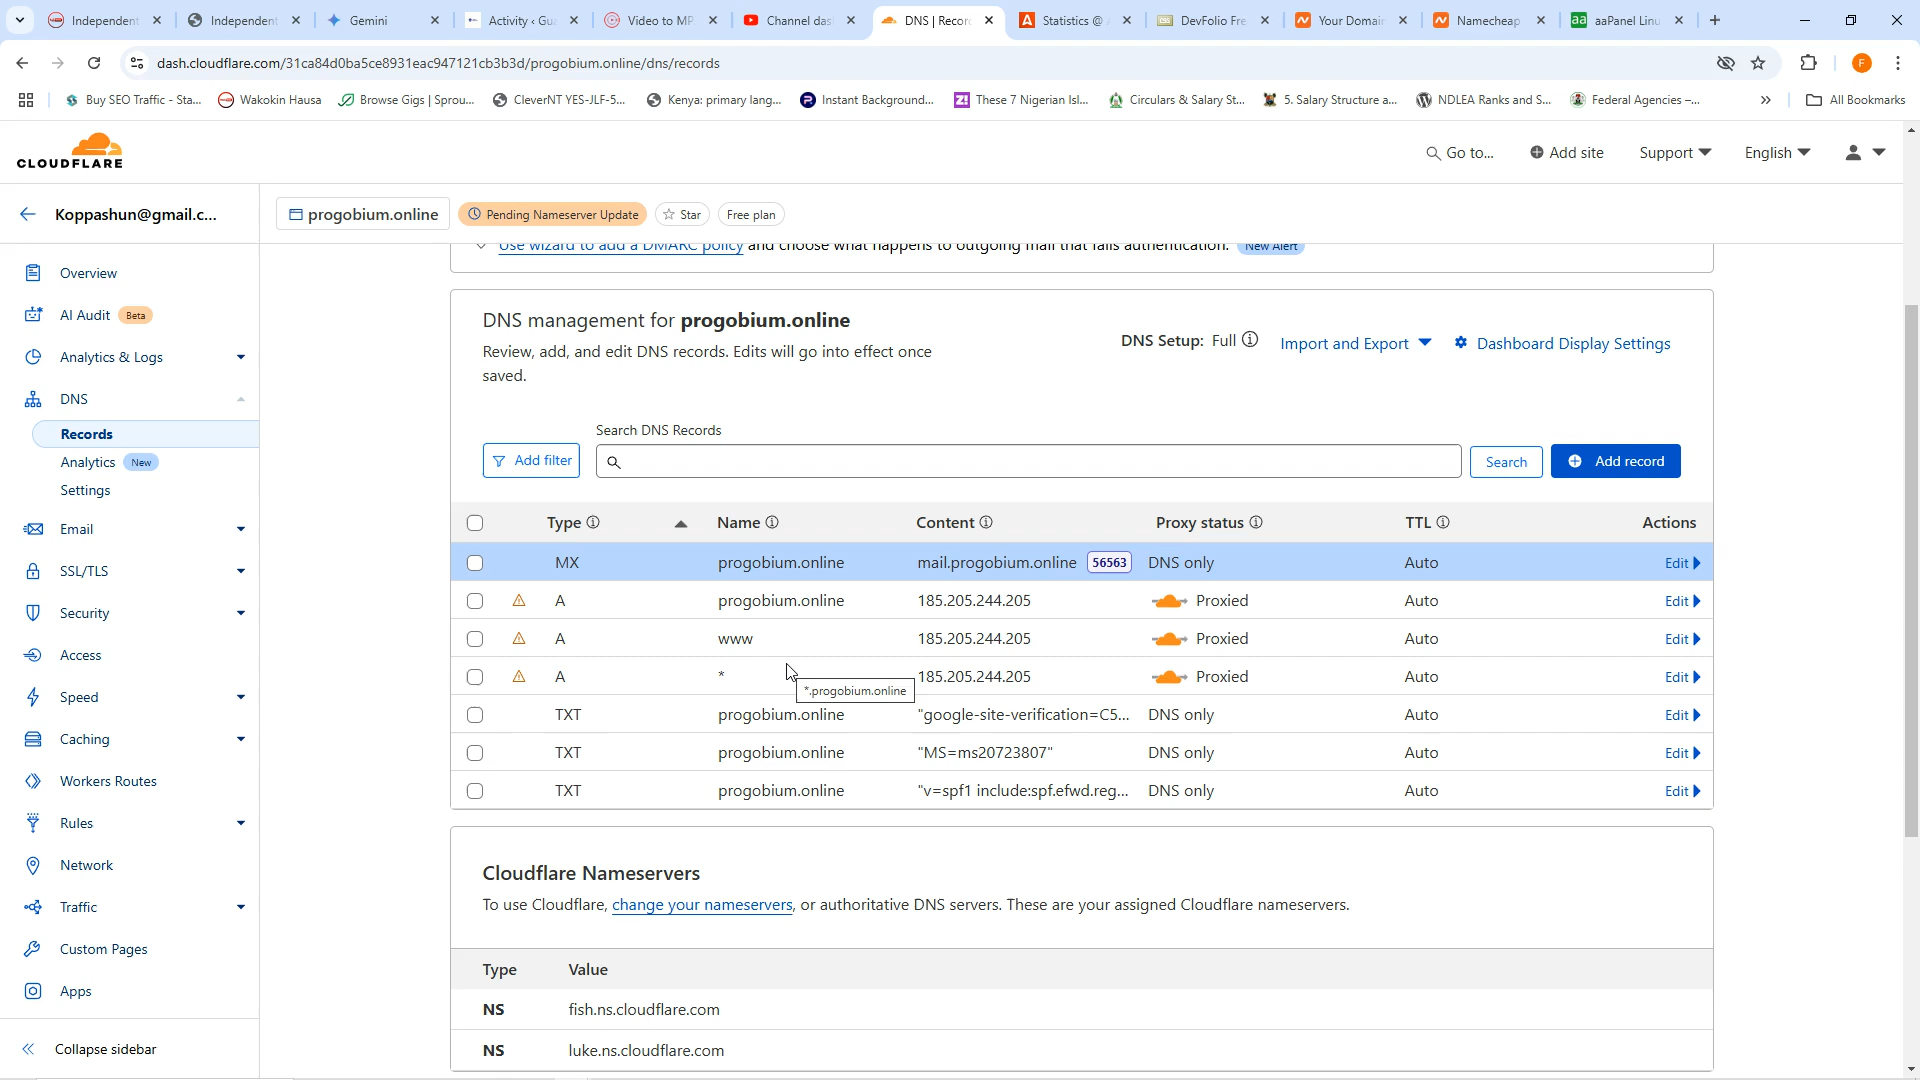 Independent
Independent
Gemini
Activity ‹ Gu
Video to MP
Channel das
DNS | Recor
Statistics @
DevFolio Fre
Your Domain
Namecheap
aaPanel Linu
dash.cloudflare.com/31ca84d0ba5ce8931eac947121cb3b3d/progobium.online/dns/records
F
Buy SEO Traffic - Sta...
Wakokin Hausa
Browse Gigs | Sprou...
CleverNT YES-JLF-5...
Kenya: primary lang...
Instant Background...
These 7 Nigerian Isl...
Circulars & Salary St...
5. Salary Structure a...
NDLEA Ranks and S...
Federal Agencies –...
All Bookmarks
CLOUDFLARE
Go to...
Add site
Support
English
Koppashun@gmail.c...
progobium.online
Pending Nameserver Update
Star
Free plan
Use wizard to add a DMARC policy and choose what happens to outgoing mail that fails authentication. New Alert
Overview
AI Audit Beta
Analytics & Logs
DNS
Records
Analytics New
Settings
Email
SSL/TLS
Security
Access
Speed
Caching
Workers Routes
Rules
Network
Traffic
Custom Pages
Apps
Collapse sidebar
DNS management for progobium.online
Review, add, and edit DNS records. Edits will go into effect once
saved.
DNS Setup: Full
Import and Export
Dashboard Display Settings
Search DNS Records
Add filter
Search
Add record
Type Name Content Proxy status TTL Actions
MX progobium.online mail.progobium.online 56563 DNS only Auto Edit
A progobium.online 185.205.244.205 Proxied Auto Edit
A www 185.205.244.205 Proxied Auto Edit
A * 185.205.244.205 Proxied Auto Edit
*.progobium.online
TXT progobium.online "google-site-verification=C5... DNS only Auto Edit
TXT progobium.online "MS=ms20723807" DNS only Auto Edit
TXT progobium.online "v=spf1 include:spf.efwd.reg... DNS only Auto Edit
Cloudflare Nameservers
To use Cloudflare, change your nameservers, or authoritative DNS servers. These are your assigned Cloudflare nameservers.
Type Value
NS fish.ns.cloudflare.com
NS luke.ns.cloudflare.com